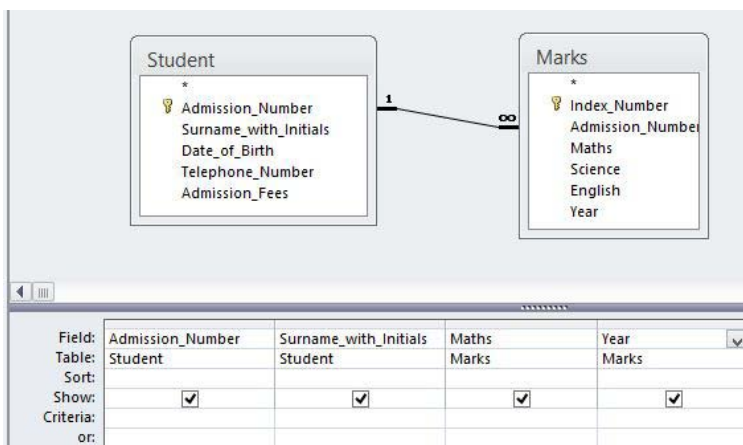 Student
*
Admission_Number
Surname_with_Initials
Date_of_Birth
Telephone_Number
Admission_Fees
1
∞
Marks
*
Index_Number
Admission_Number
Maths
Science
English
Year
Field: Admission_Number Surname_with_Initials Maths Year
Table: Student Student Marks Marks
Sort:
Show:
Criteria:
or: